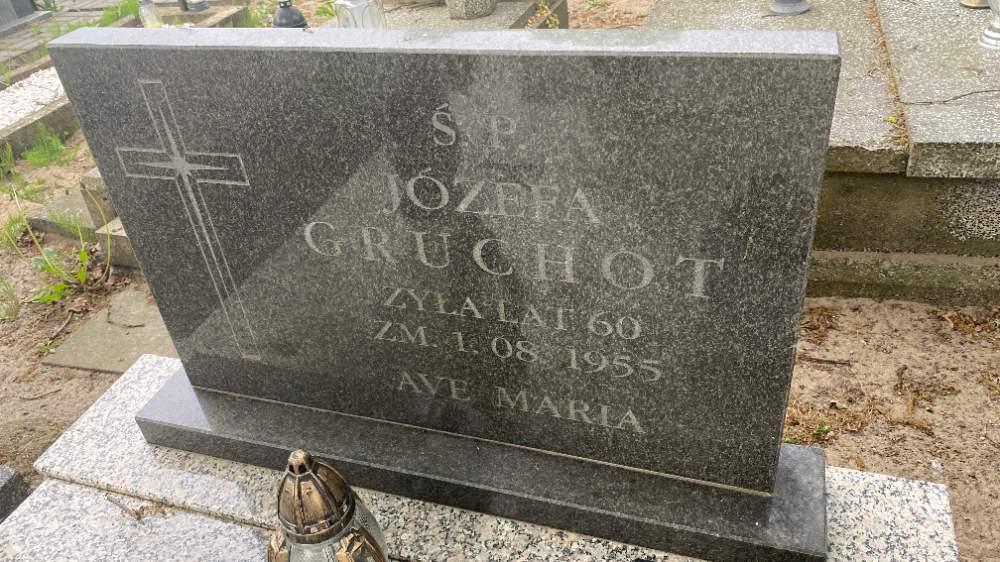 Ś P
JÓZEFA
GRUCHOT
ŻYŁA LAT 60
ZM. 1. 08. 1955
AVE MARIA